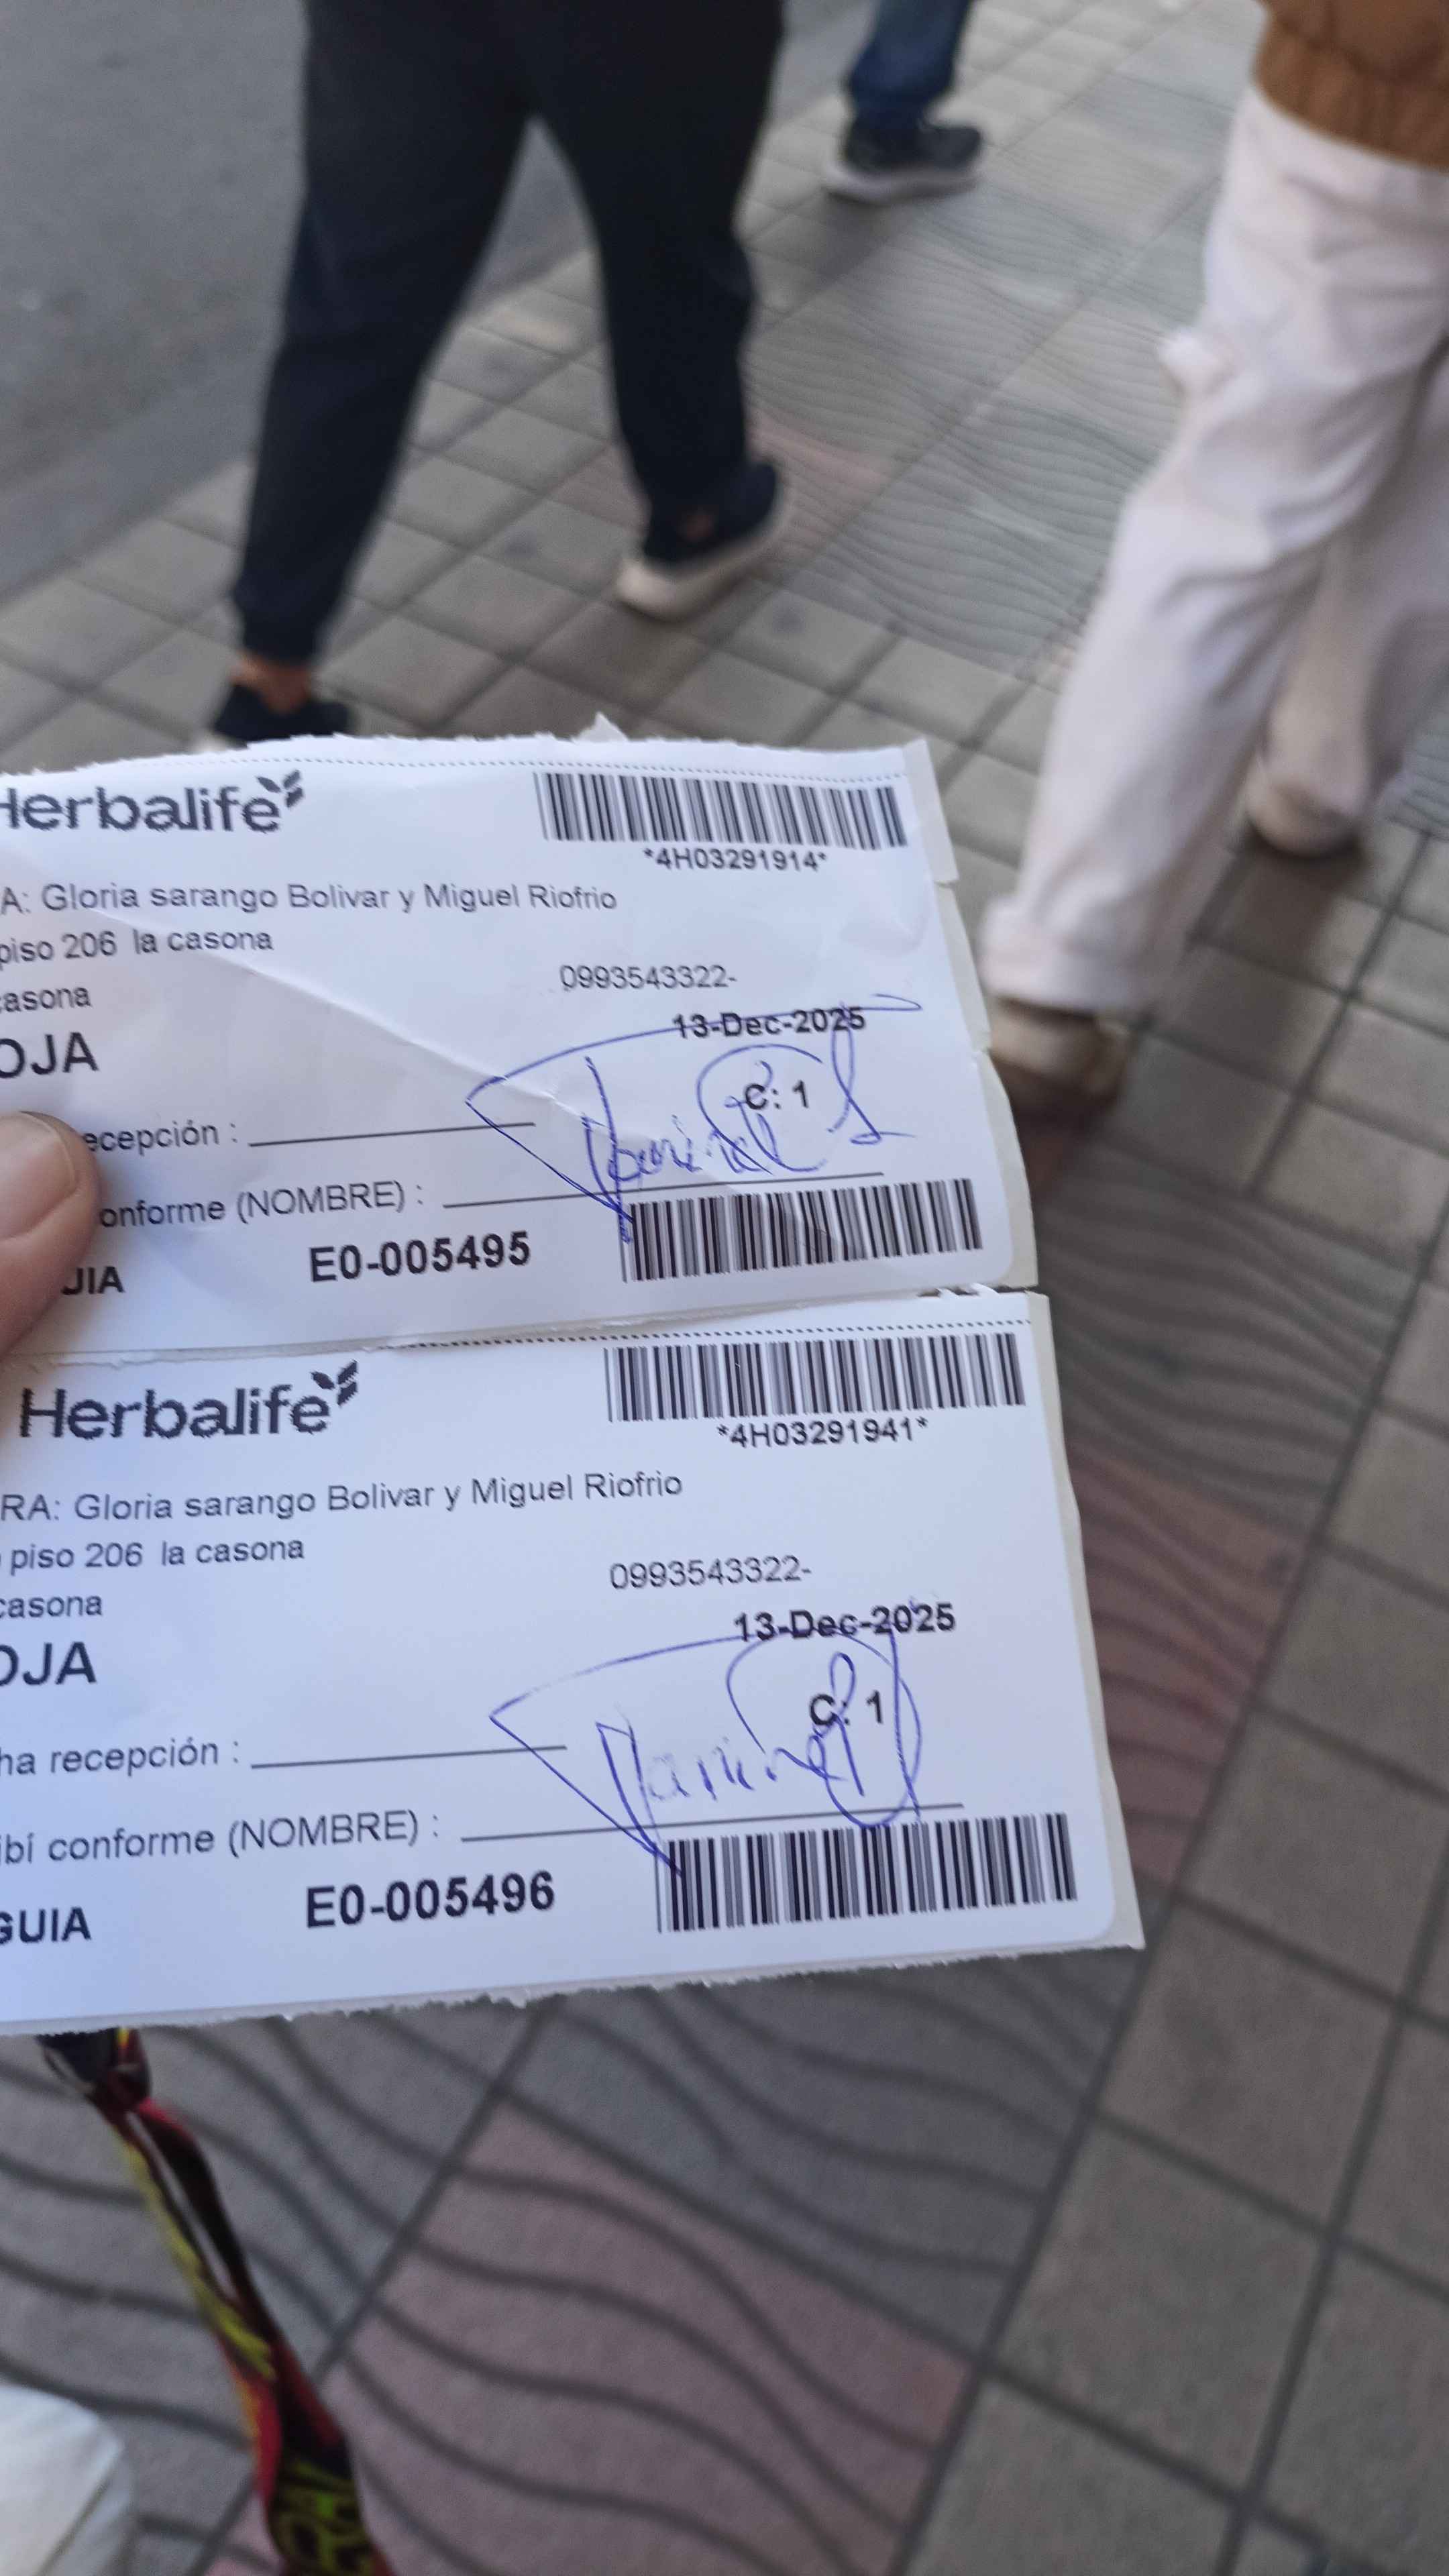 Herbalife
*4H03291914*
A: Gloria sarango Bolivar y Miguel Riofrio
piso 206 la casona
casona
0993543322-
13-Dec-2025
OJA
C: 1
ecepción :
onforme (NOMBRE) :
E0-005495
UIA
Herbalife
*4H03291941*
RA: Gloria sarango Bolivar y Miguel Riofrio
piso 206 la casona
casona
0993543322-
13-Dec-2025
OJA
C: 1
ha recepción :
ibí conforme (NOMBRE) :
E0-005496
GUIA